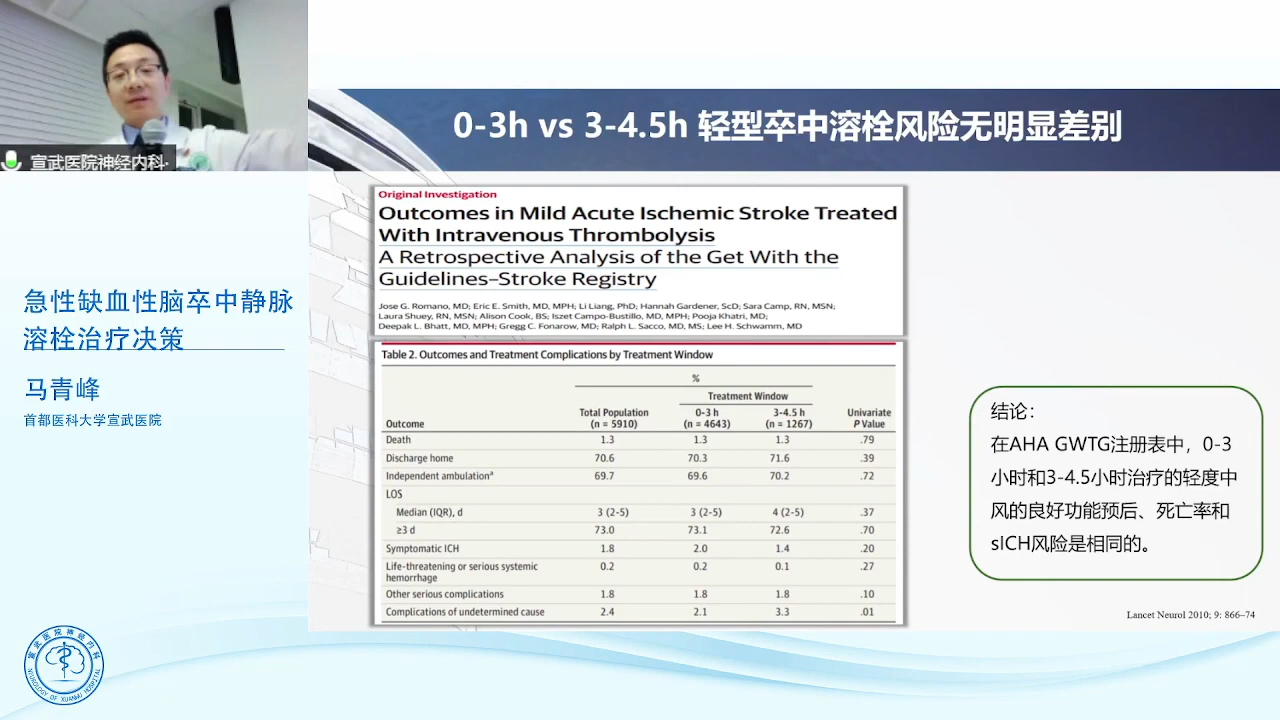 宣武医院神经内科
0-3h vs 3-4.5h 轻型卒中溶栓风险无明显差别
急性缺血性脑卒中静脉
溶栓治疗决策
马青峰
首都医科大学宣武医院
Original Investigation
Outcomes in Mild Acute Ischemic Stroke Treated
With Intravenous Thrombolysis
A Retrospective Analysis of the Get With the
Guidelines–Stroke Registry
Jose G. Romano, MD; Eric E. Smith, MD, MPH; Li Liang, PhD; Hannah Gardener, ScD; Sara Camp, RN, MSN;
Laura Shuey, RN, MSN; Alison Cook, BS; Iszet Campo-Bustillo, MD, MPH; Pooja Khatri, MD;
Deepak L. Bhatt, MD, MPH; Gregg C. Fonarow, MD; Ralph L. Sacco, MD, MS; Lee H. Schwamm, MD
Table 2. Outcomes and Treatment Complications by Treatment Window
%
Treatment Window
Outcome Total Population (n = 5910) 0-3 h (n = 4643) 3-4.5 h (n = 1267) Univariate P Value
Death 1.3 1.3 1.3 .79
Discharge home 70.6 70.3 71.6 .39
Independent ambulationᵃ 69.7 69.6 70.2 .72
LOS
Median (IQR), d 3 (2-5) 3 (2-5) 4 (2-5) .37
≥3 d 73.0 73.1 72.6 .70
Symptomatic ICH 1.8 2.0 1.4 .20
Life-threatening or serious systemic
hemorrhage 0.2 0.2 0.1 .27
Other serious complications 1.8 1.8 1.8 .10
Complications of undetermined cause 2.4 2.1 3.3 .01
结论：
在AHA GWTG注册表中，0-3
小时和3-4.5小时治疗的轻度中
风的良好功能预后、死亡率和
sICH风险是相同的。
Lancet Neurol 2010; 9: 866–74
宣武医院神经内科
NEUROLOGY OF XUANWU HOSPITAL